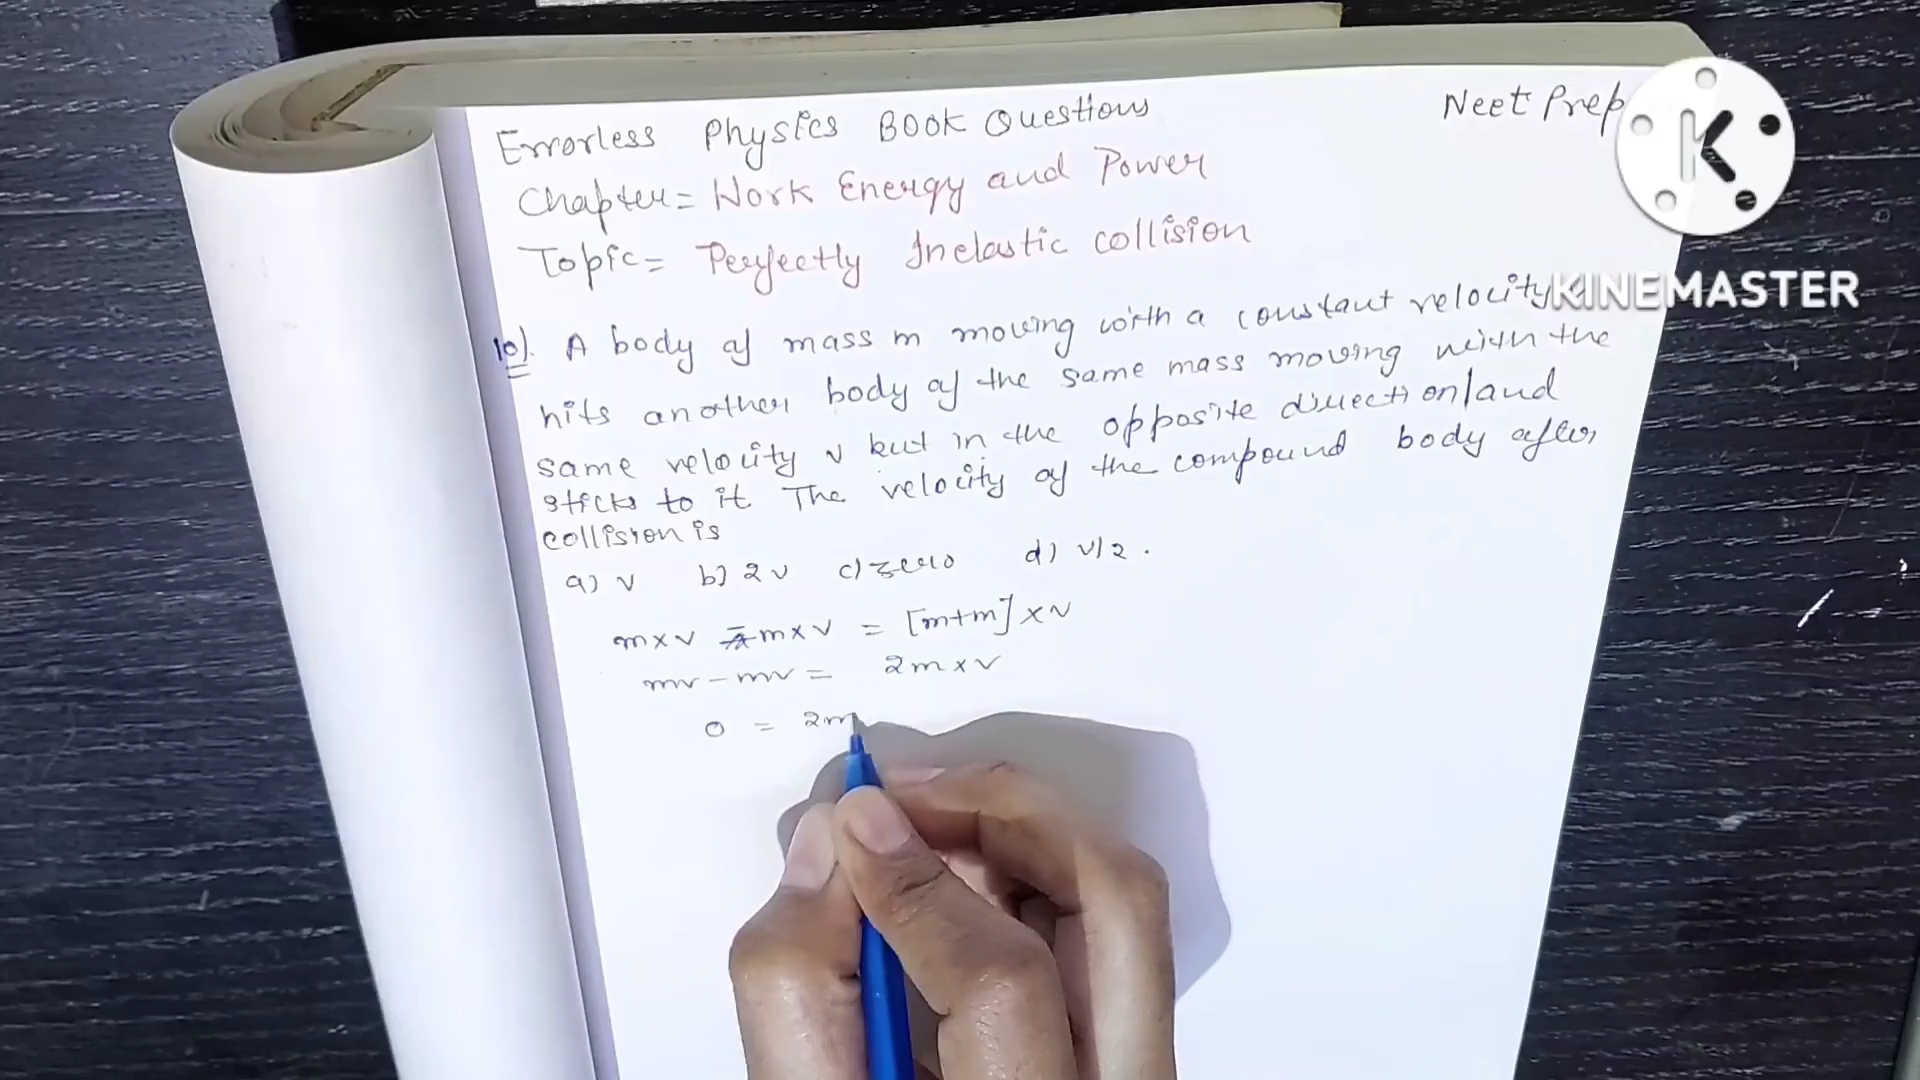 Errorless Physics Book Questions
Neet Prep
Chapter = Work Energy and Power
Topic = Perfectly Inelastic collision
KINEMASTER
10). A body of mass m moving with a constant velocity v
hits another body of the same mass moving with the
same velocity v but in the opposite direction/and
sticks to it. The velocity of the compound body after
collision is
a) v b) 2v c) zero d) v/2.
m×v - m×v = [m+m]×v
mv - mv = 2m×v
0 = 2m